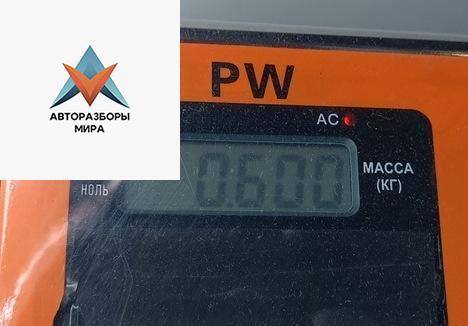 АВТОРАЗБОРЫ
МИРА
PW
AC
НОЛЬ
0.600
МАССА
(КГ)